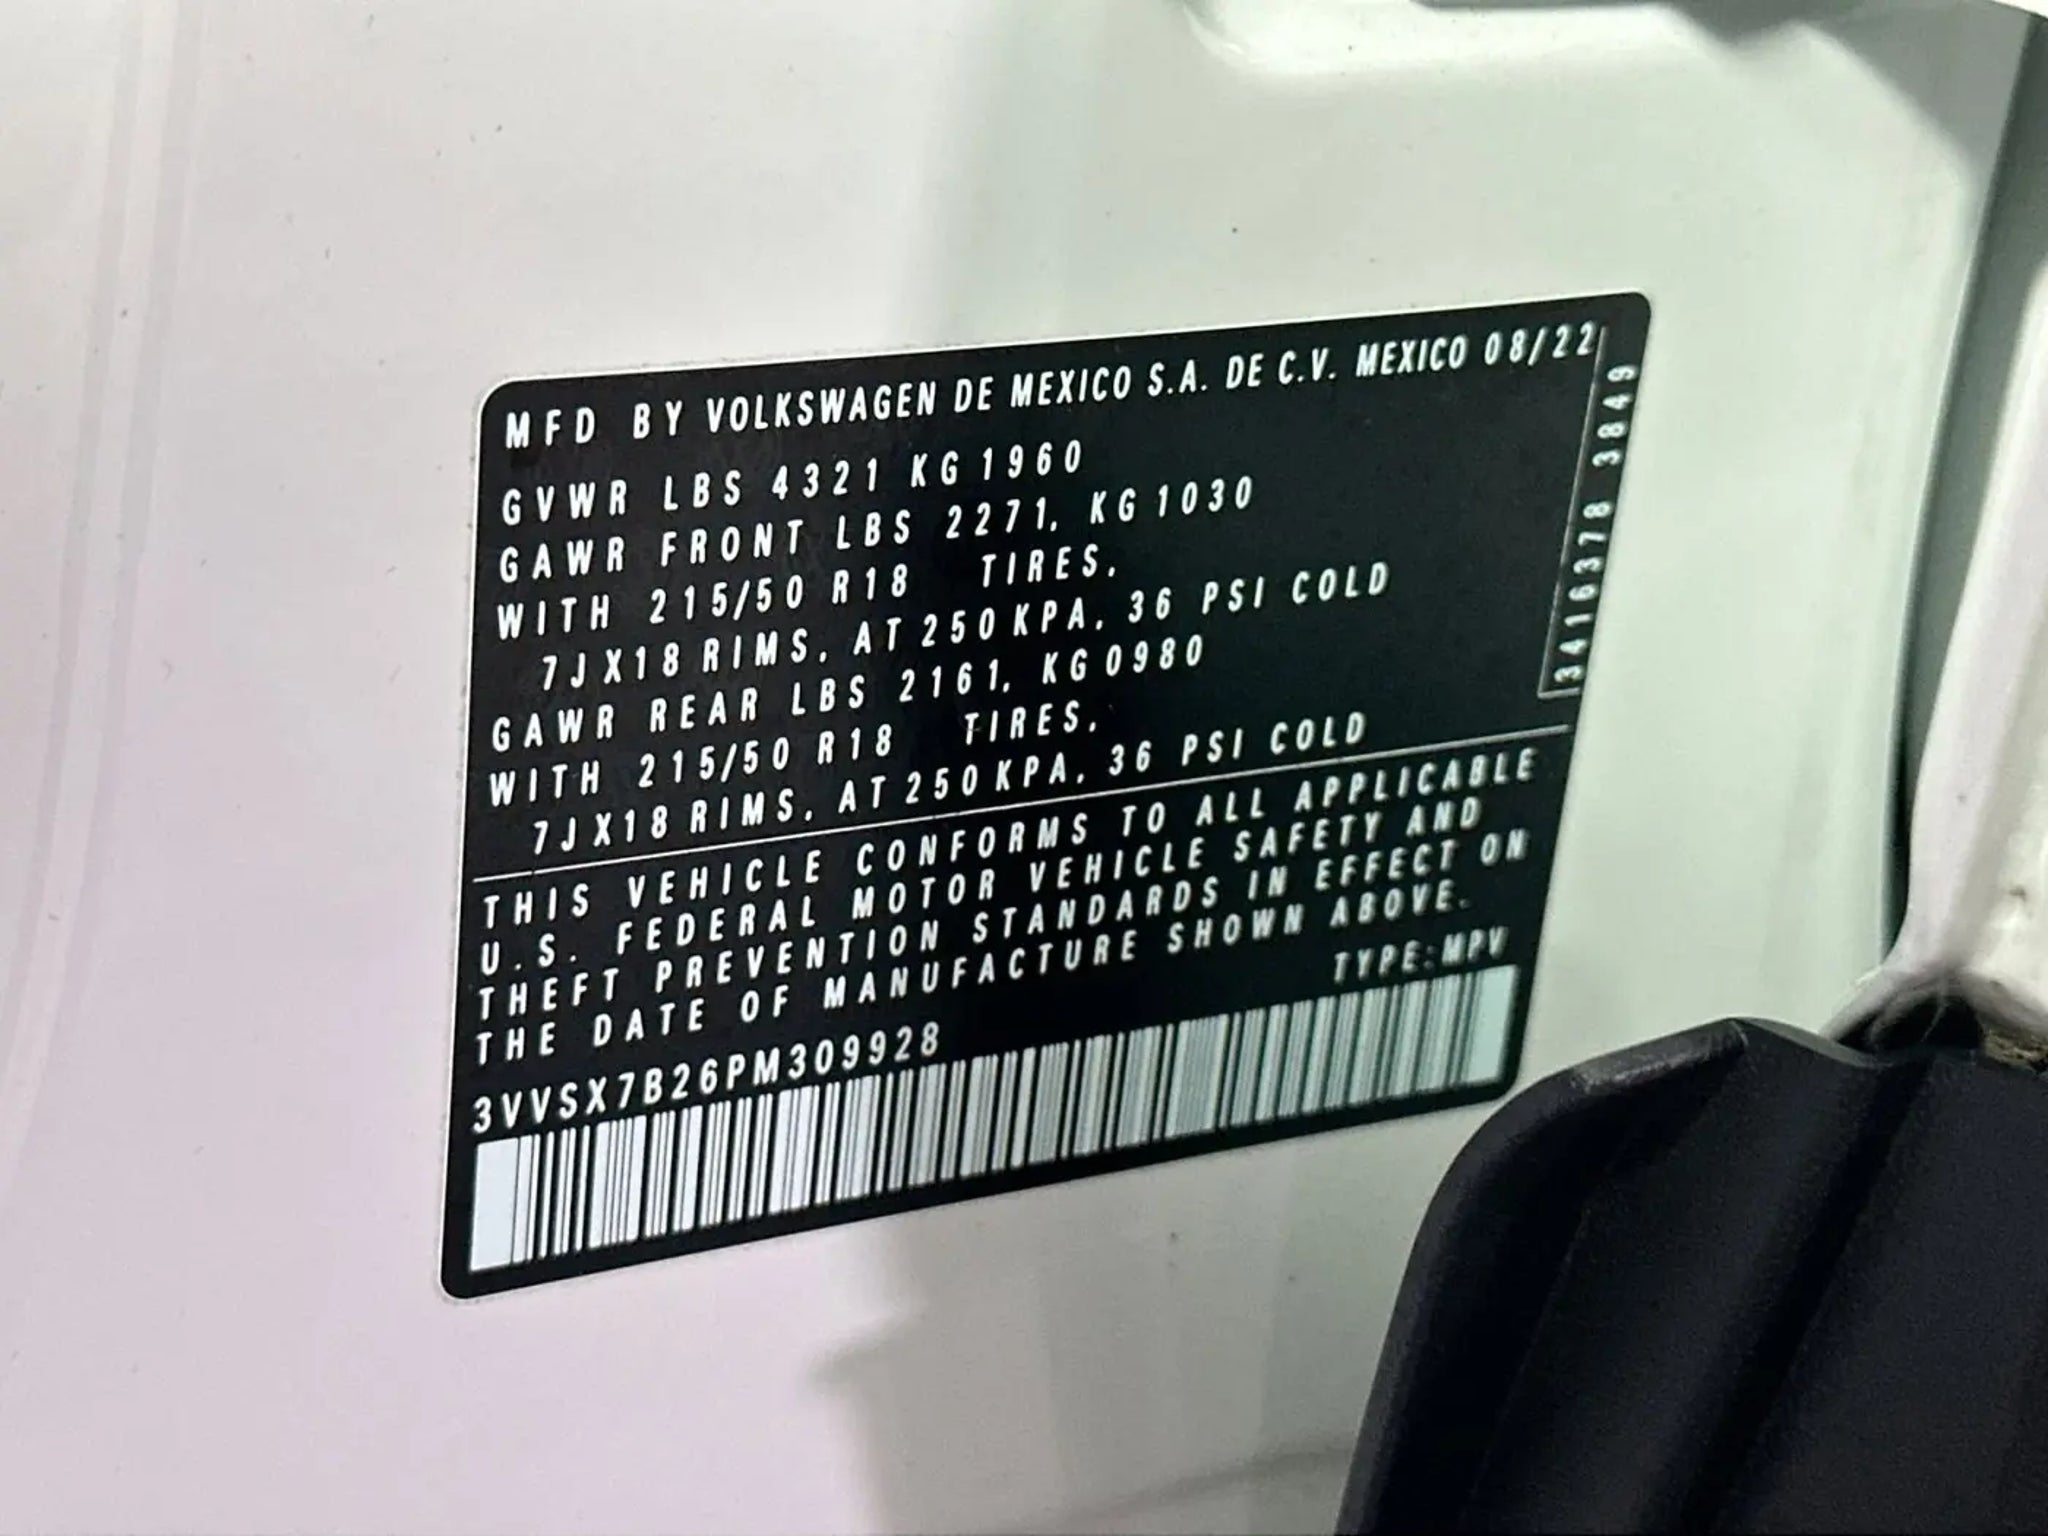 MFD BY VOLKSWAGEN DE MEXICO S.A. DE C.V. MEXICO 08/22
GVWR LBS 4321 KG 1960
GAWR FRONT LBS 2271, KG 1030
WITH 215/50 R18 TIRES,
7JX18 RIMS, AT 250 KPA, 36 PSI COLD
GAWR REAR LBS 2161, KG 0980
WITH 215/50 R18 TIRES,
7JX18 RIMS, AT 250 KPA, 36 PSI COLD
3416378 3849
THIS VEHICLE CONFORMS TO ALL APPLICABLE
U.S. FEDERAL MOTOR VEHICLE SAFETY AND
THEFT PREVENTION STANDARDS IN EFFECT ON
THE DATE OF MANUFACTURE SHOWN ABOVE.
TYPE:MPV
3VVSX7B26PM309928